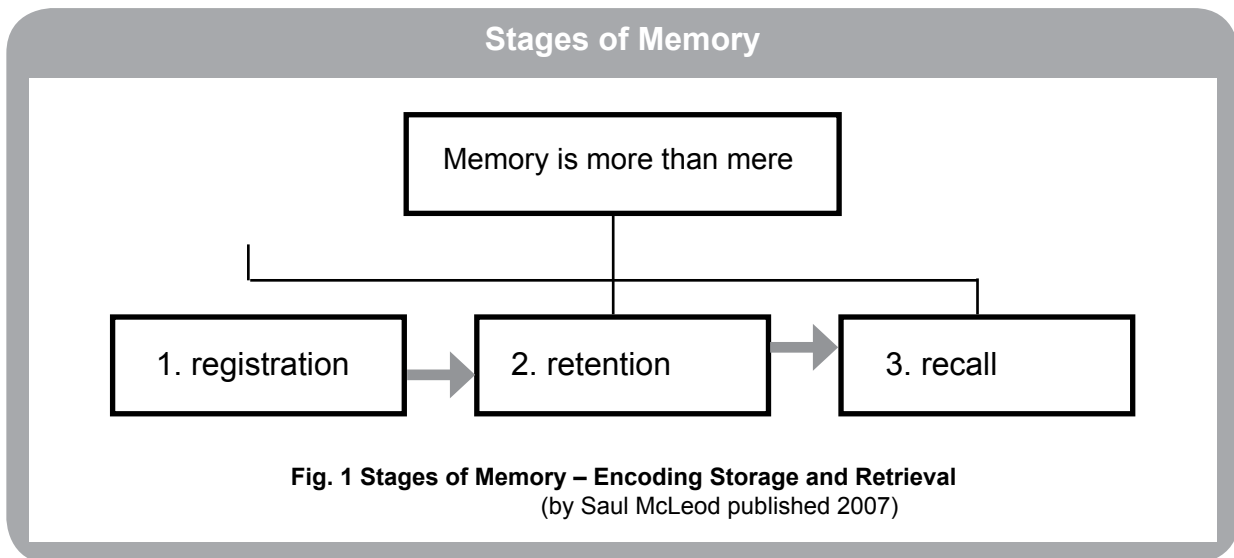 Stages of Memory
Memory is more than mere
1. registration
2. retention
3. recall
Fig. 1 Stages of Memory – Encoding Storage and Retrieval
(by Saul McLeod published 2007)